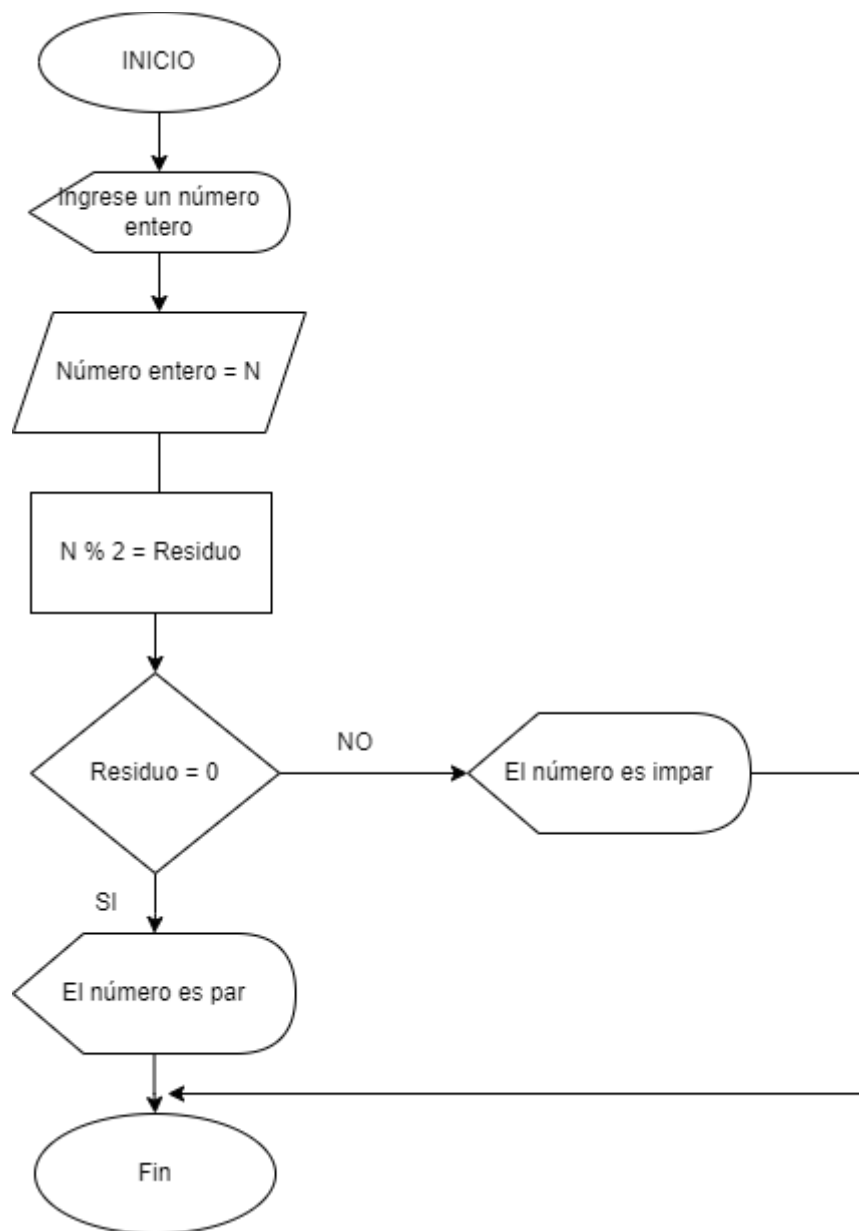 INICIO
Ingrese un número
entero
Número entero = N
N % 2 = Residuo
Residuo = 0
NO
El número es impar
SI
El número es par
Fin